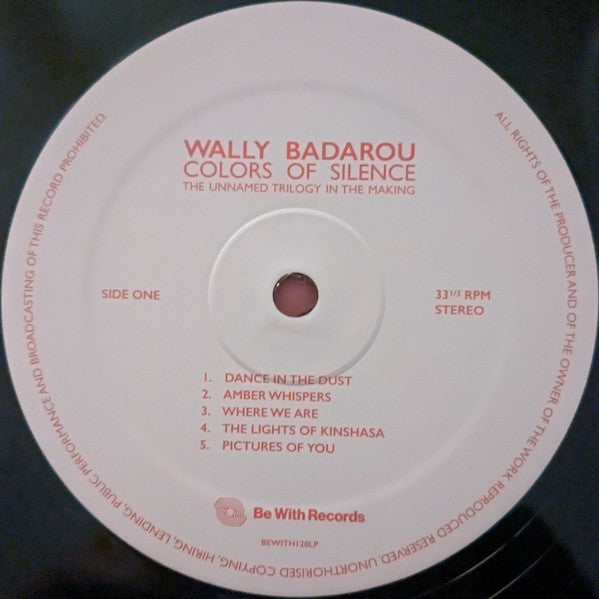 WALLY BADAROU
COLORS OF SILENCE
THE UNNAMED TRILOGY IN THE MAKING
SIDE ONE
33 1/3 RPM
STEREO
1. DANCE IN THE DUST
2. AMBER WHISPERS
3. WHERE WE ARE
4. THE LIGHTS OF KINSHASA
5. PICTURES OF YOU
Be With Records
BEWITH120LP
ALL RIGHTS OF THE PRODUCER AND OF THE OWNER OF THE WORK REPRODUCED RESERVED. UNAUTHORISED COPYING, HIRING, LENDING, PUBLIC PERFORMANCE AND BROADCASTING OF THIS RECORD PROHIBITED.